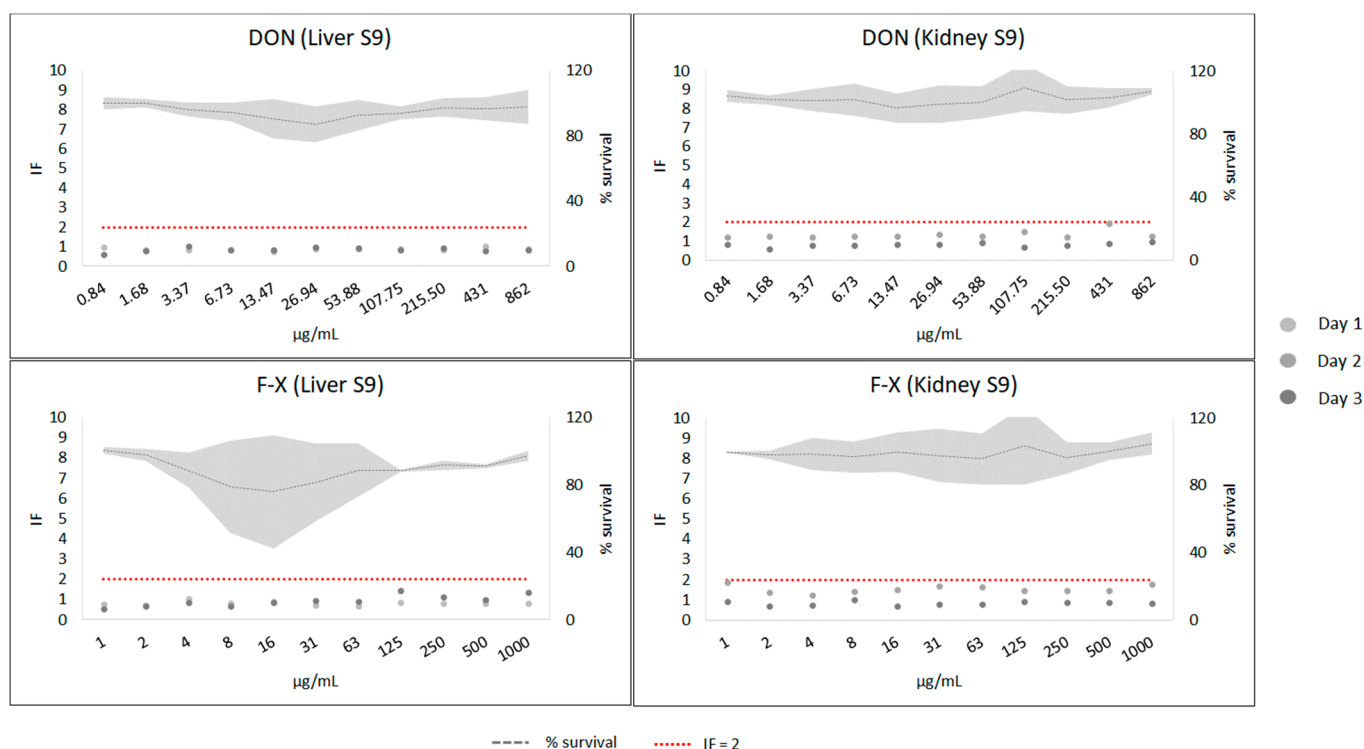 DON (Liver S9)
10
9
8
7
6
5
4
3
2
1
0
IF
120
80
40
0
% survival
0.84 1.68 3.37 6.73 13.47 26.94 53.88 107.75 215.50 431 862
µg/mL
DON (Kidney S9)
10
9
8
7
6
5
4
3
2
1
0
IF
120
80
40
0
% survival
0.84 1.68 3.37 6.73 13.47 26.94 53.88 107.75 215.50 431 862
µg/mL
F-X (Liver S9)
10
9
8
7
6
5
4
3
2
1
0
IF
120
80
40
0
% survival
1 2 4 8 16 31 63 125 250 500 1000
µg/mL
F-X (Kidney S9)
10
9
8
7
6
5
4
3
2
1
0
IF
120
80
40
0
% survival
1 2 4 8 16 31 63 125 250 500 1000
µg/mL
Day 1
Day 2
Day 3
% survival
IF = 2